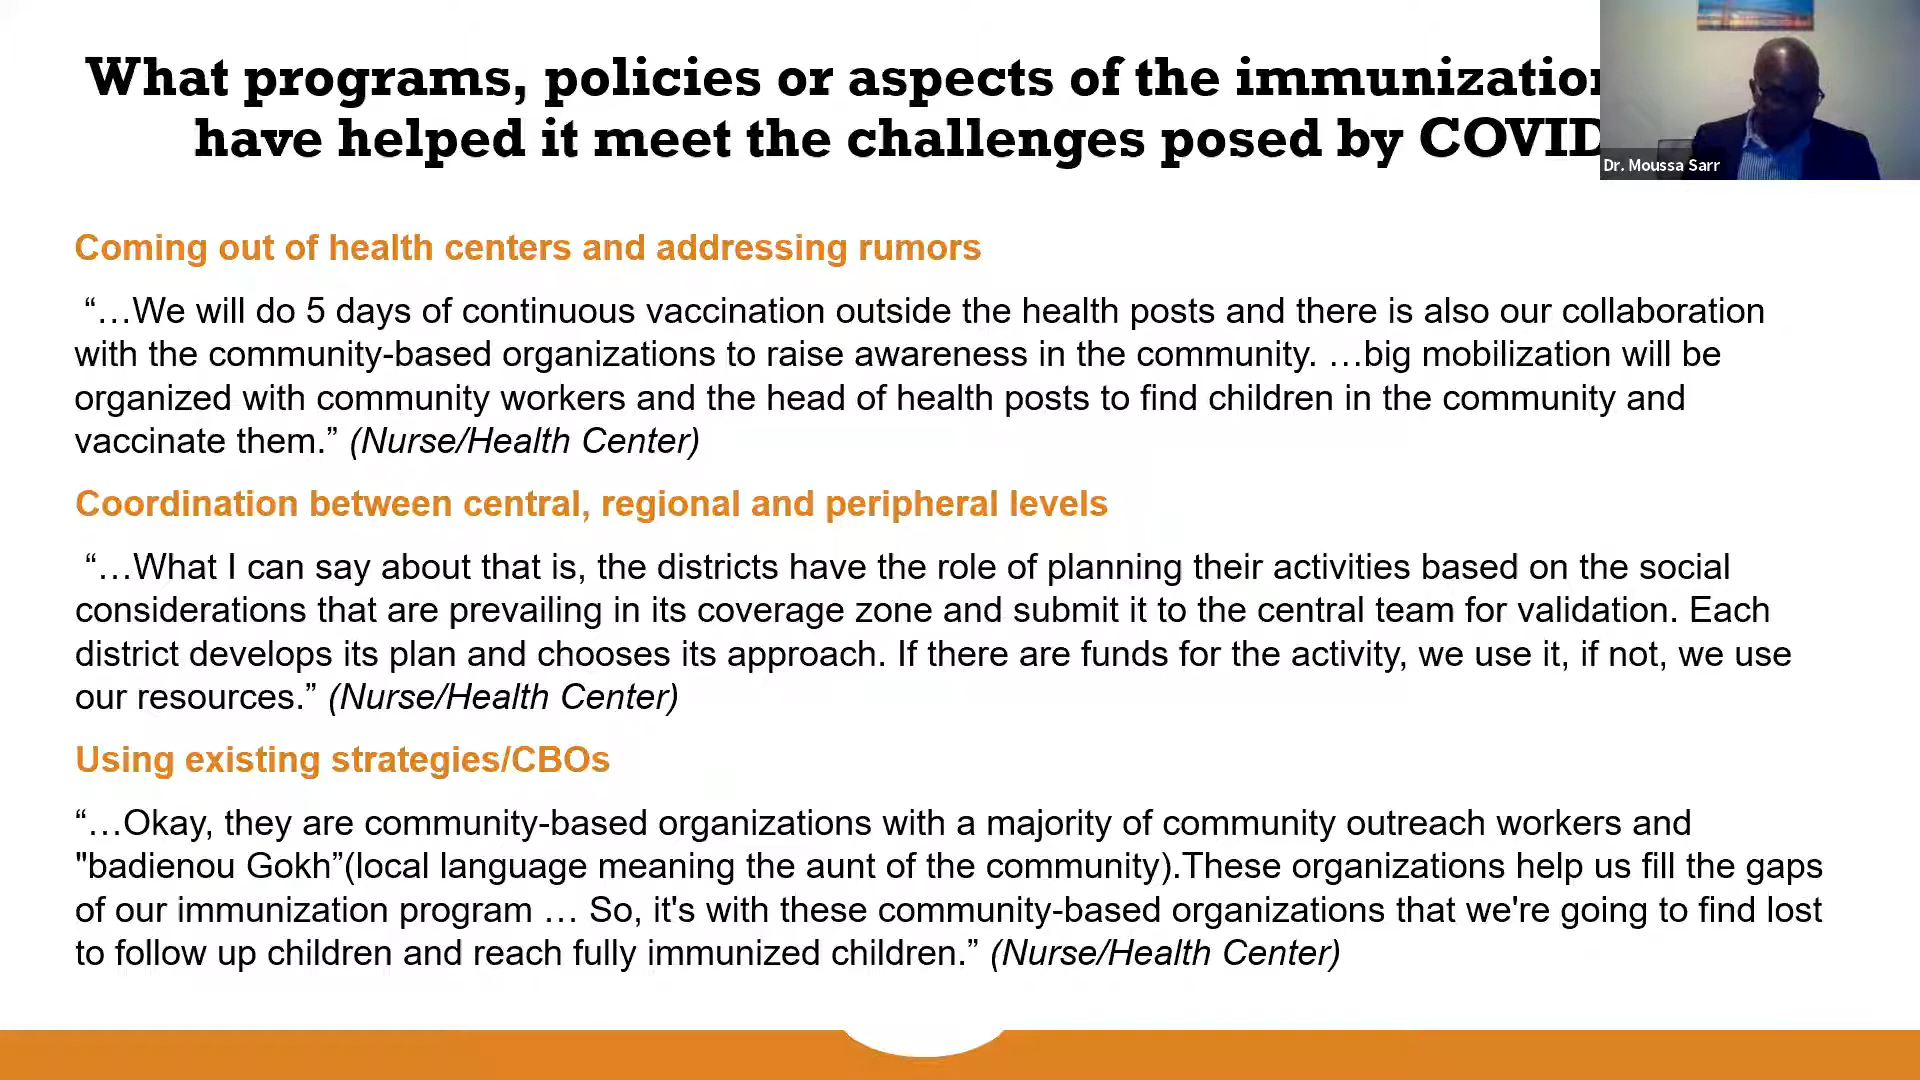 What programs, policies or aspects of the immunization
have helped it meet the challenges posed by COVID
Dr. Moussa Sarr
Coming out of health centers and addressing rumors
“…We will do 5 days of continuous vaccination outside the health posts and there is also our collaboration
with the community-based organizations to raise awareness in the community. …big mobilization will be
organized with community workers and the head of health posts to find children in the community and
vaccinate them.” (Nurse/Health Center)
Coordination between central, regional and peripheral levels
“…What I can say about that is, the districts have the role of planning their activities based on the social
considerations that are prevailing in its coverage zone and submit it to the central team for validation. Each
district develops its plan and chooses its approach. If there are funds for the activity, we use it, if not, we use
our resources.” (Nurse/Health Center)
Using existing strategies/CBOs
“…Okay, they are community-based organizations with a majority of community outreach workers and
"badienou Gokh”(local language meaning the aunt of the community).These organizations help us fill the gaps
of our immunization program … So, it's with these community-based organizations that we're going to find lost
to follow up children and reach fully immunized children.” (Nurse/Health Center)